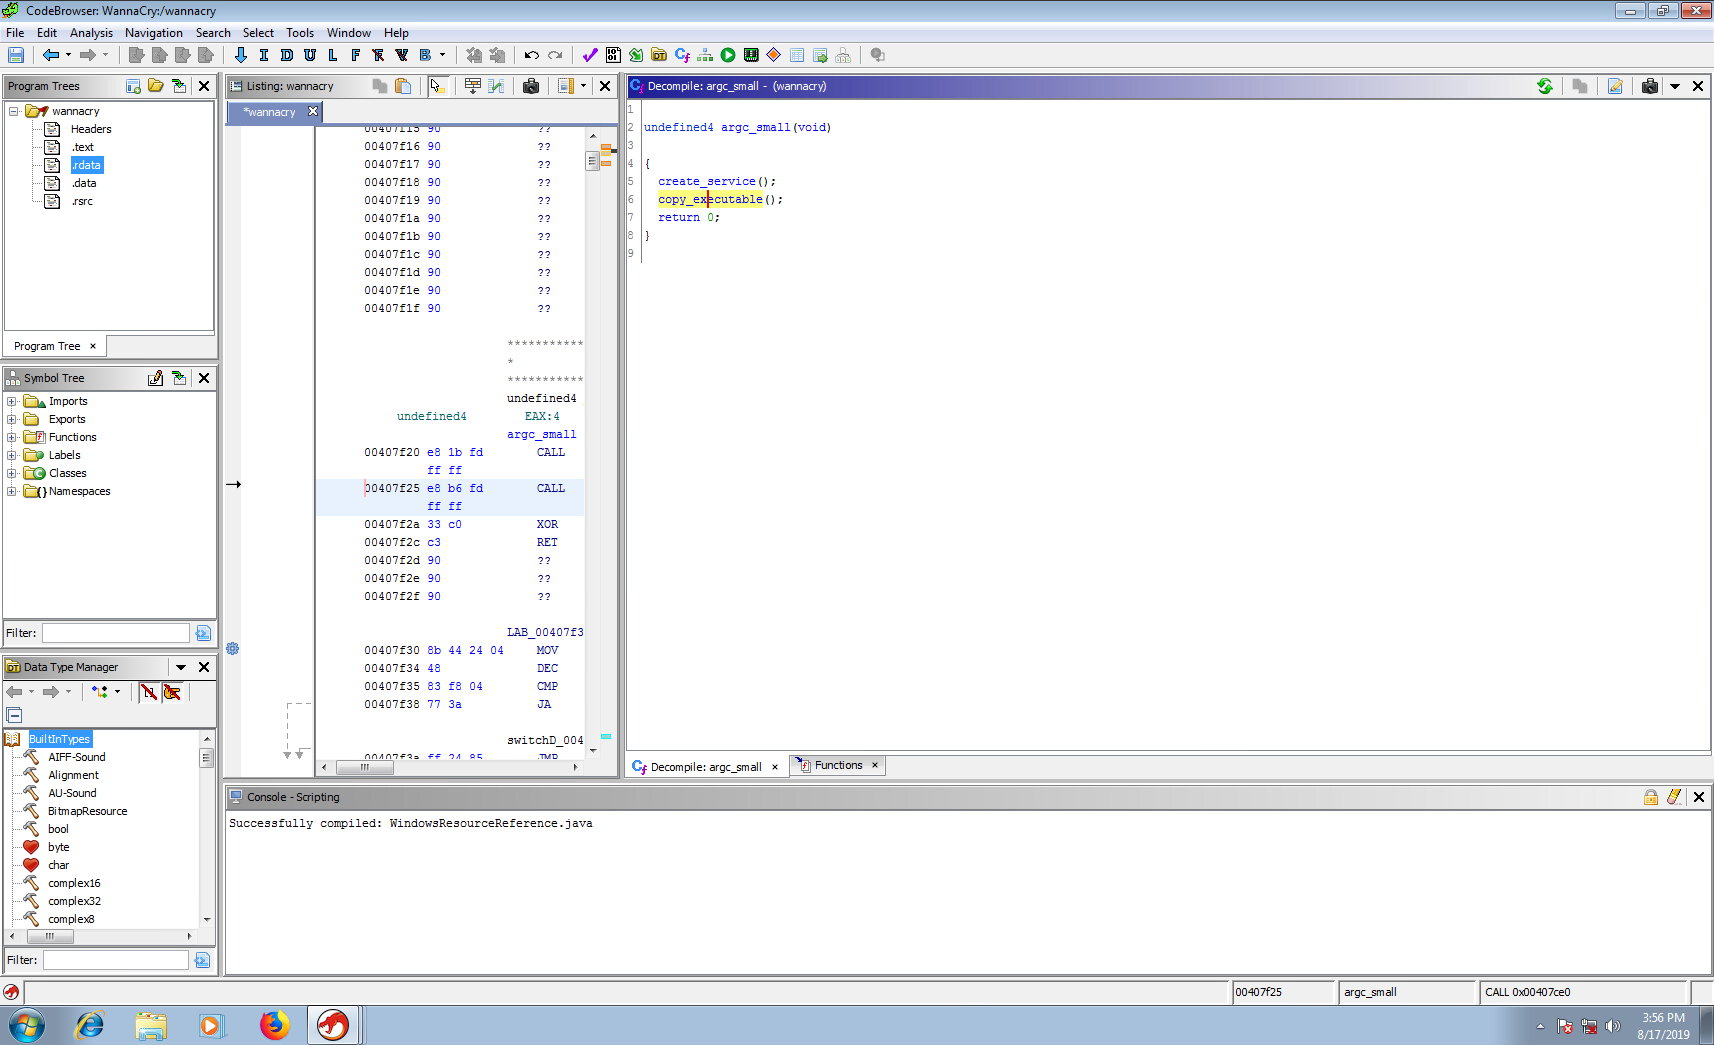 CodeBrowser: WannaCry:/wannacry
File Edit Analysis Navigation Search Select Tools Window Help
I D U L F B
Program Trees
wannacry
Headers
.text
.rdata
.data
.rsrc
Program Tree ×
Symbol Tree
Imports
Exports
Functions
Labels
Classes
Namespaces
Filter:
Data Type Manager
BuiltInTypes
AIFF-Sound
Alignment
AU-Sound
BitmapResource
bool
byte
char
complex16
complex32
complex8
Filter:
Listing: wannacry
*wannacry
00407f15 90 ??
00407f16 90 ??
00407f17 90 ??
00407f18 90 ??
00407f19 90 ??
00407f1a 90 ??
00407f1b 90 ??
00407f1c 90 ??
00407f1d 90 ??
00407f1e 90 ??
00407f1f 90 ??
***********
*
***********
undefined4
undefined4 EAX:4
argc_small
00407f20 e8 1b fd CALL
ff ff
00407f25 e8 b6 fd CALL
ff ff
00407f2a 33 c0 XOR
00407f2c c3 RET
00407f2d 90 ??
00407f2e 90 ??
00407f2f 90 ??
LAB_00407f3
00407f30 8b 44 24 04 MOV
00407f34 48 DEC
00407f35 83 f8 04 CMP
00407f38 77 3a JA
switchD_004
00407f3a ff 24 85 JMP
Decompile: argc_small - (wannacry)
1
2 undefined4 argc_small(void)
3
4 {
5 create_service();
6 copy_executable();
7 return 0;
8 }
9
Decompile: argc_small × Functions ×
Console - Scripting
Successfully compiled: WindowsResourceReference.java
00407f25 argc_small CALL 0x00407ce0
3:56 PM
8/17/2019